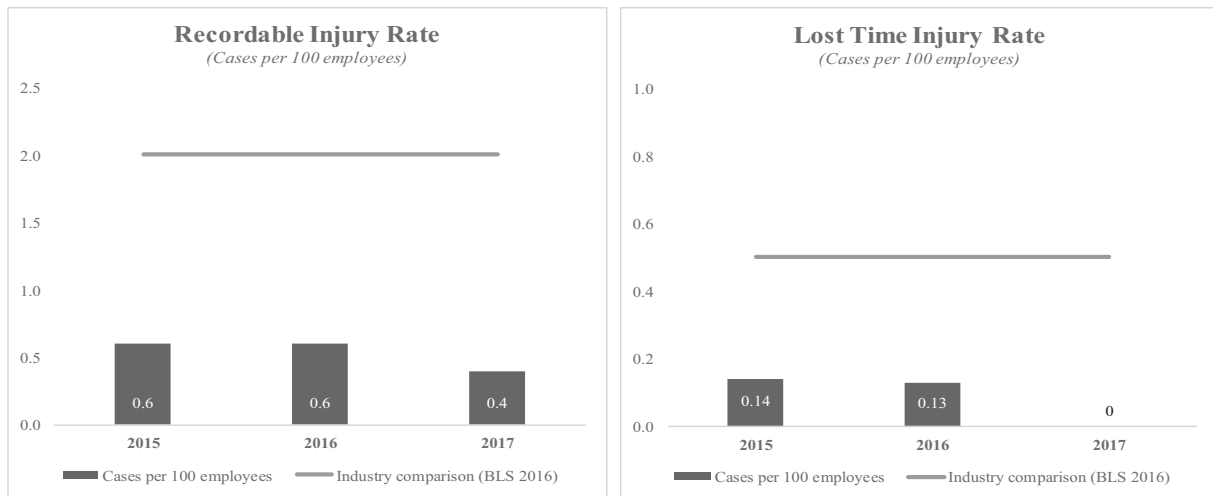 Recordable Injury Rate
(Cases per 100 employees)
2.5
2.0
1.5
1.0
0.5
0.0
0.6
0.6
0.4
2015 2016 2017
Cases per 100 employees Industry comparison (BLS 2016)
Lost Time Injury Rate
(Cases per 100 employees)
1.0
0.8
0.6
0.4
0.2
0.0
0.14
0.13
0
2015 2016 2017
Cases per 100 employees Industry comparison (BLS 2016)